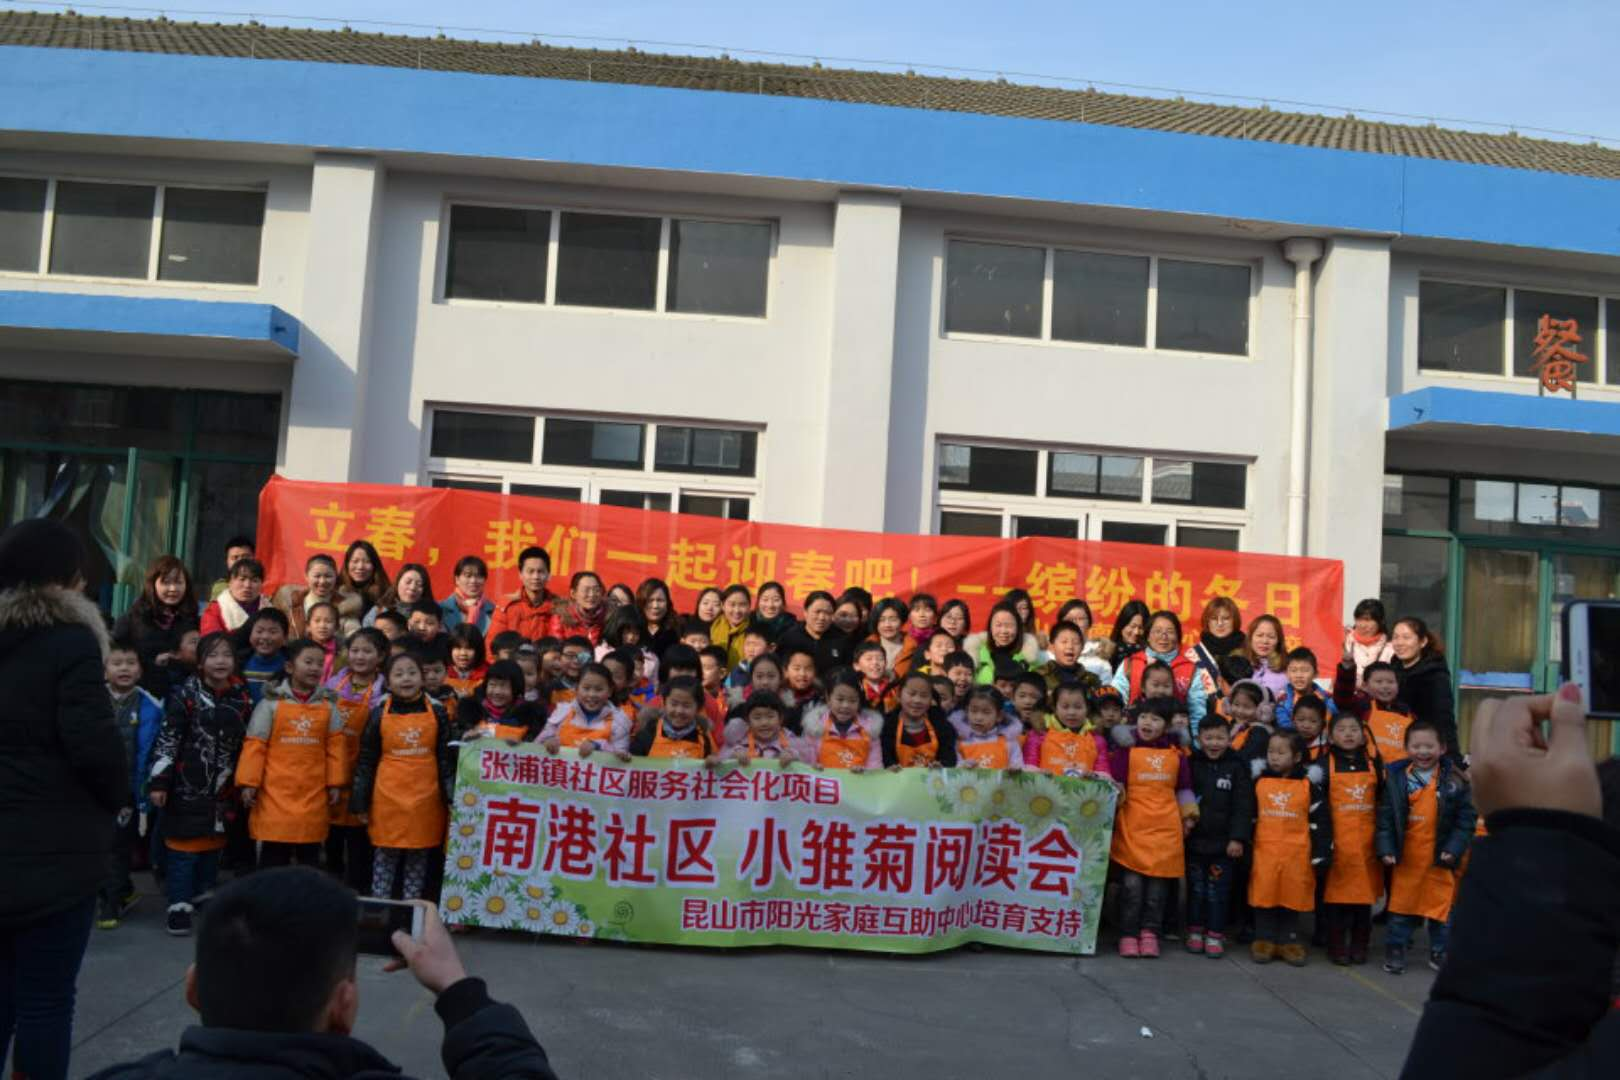 餐
立春，我们一起迎春吧！--缤纷的冬日
张浦镇社区服务社会化项目
南港社区 小雏菊阅读会
昆山市阳光家庭互助中心培育支持